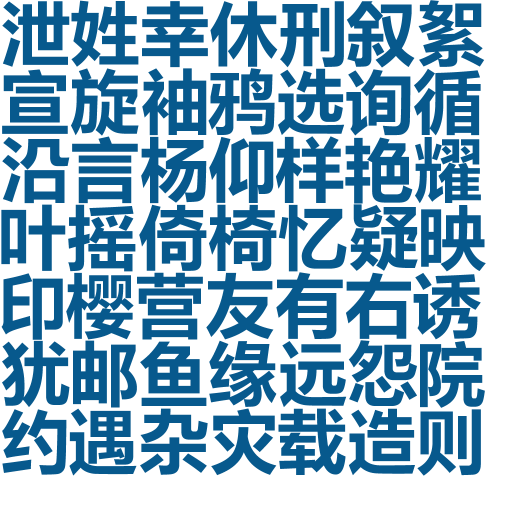 泄姓幸休刑叙絮
宣旋袖鸦选询循
沿言杨仰样艳耀
叶摇倚椅忆疑映
印樱营友有右诱
犹邮鱼缘远怨院
约遇杂灾载造则